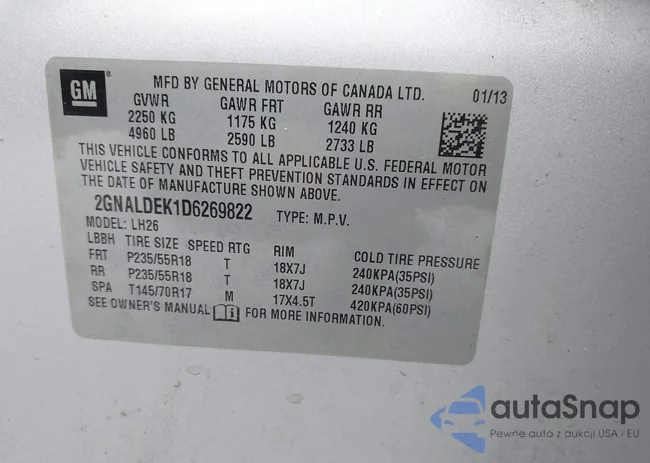 GM
MFD BY GENERAL MOTORS OF CANADA LTD. 01/13
GVWR GAWR FRT GAWR RR
2250 KG 1175 KG 1240 KG
4960 LB 2590 LB 2733 LB
THIS VEHICLE CONFORMS TO ALL APPLICABLE U.S. FEDERAL MOTOR
VEHICLE SAFETY AND THEFT PREVENTION STANDARDS IN EFFECT ON
THE DATE OF MANUFACTURE SHOWN ABOVE.
2GNALDEK1D6269822 TYPE: M.P.V.
MODEL: LH26
LBBH TIRE SIZE SPEED RTG RIM COLD TIRE PRESSURE
FRT P235/55R18 T 18X7J 240KPA(35PSI)
RR P235/55R18 T 18X7J 240KPA(35PSI)
SPA T145/70R17 M 17X4.5T 420KPA(60PSI)
SEE OWNER'S MANUAL i FOR MORE INFORMATION.
autaSnap
Pewne auta z aukcji USA i EU